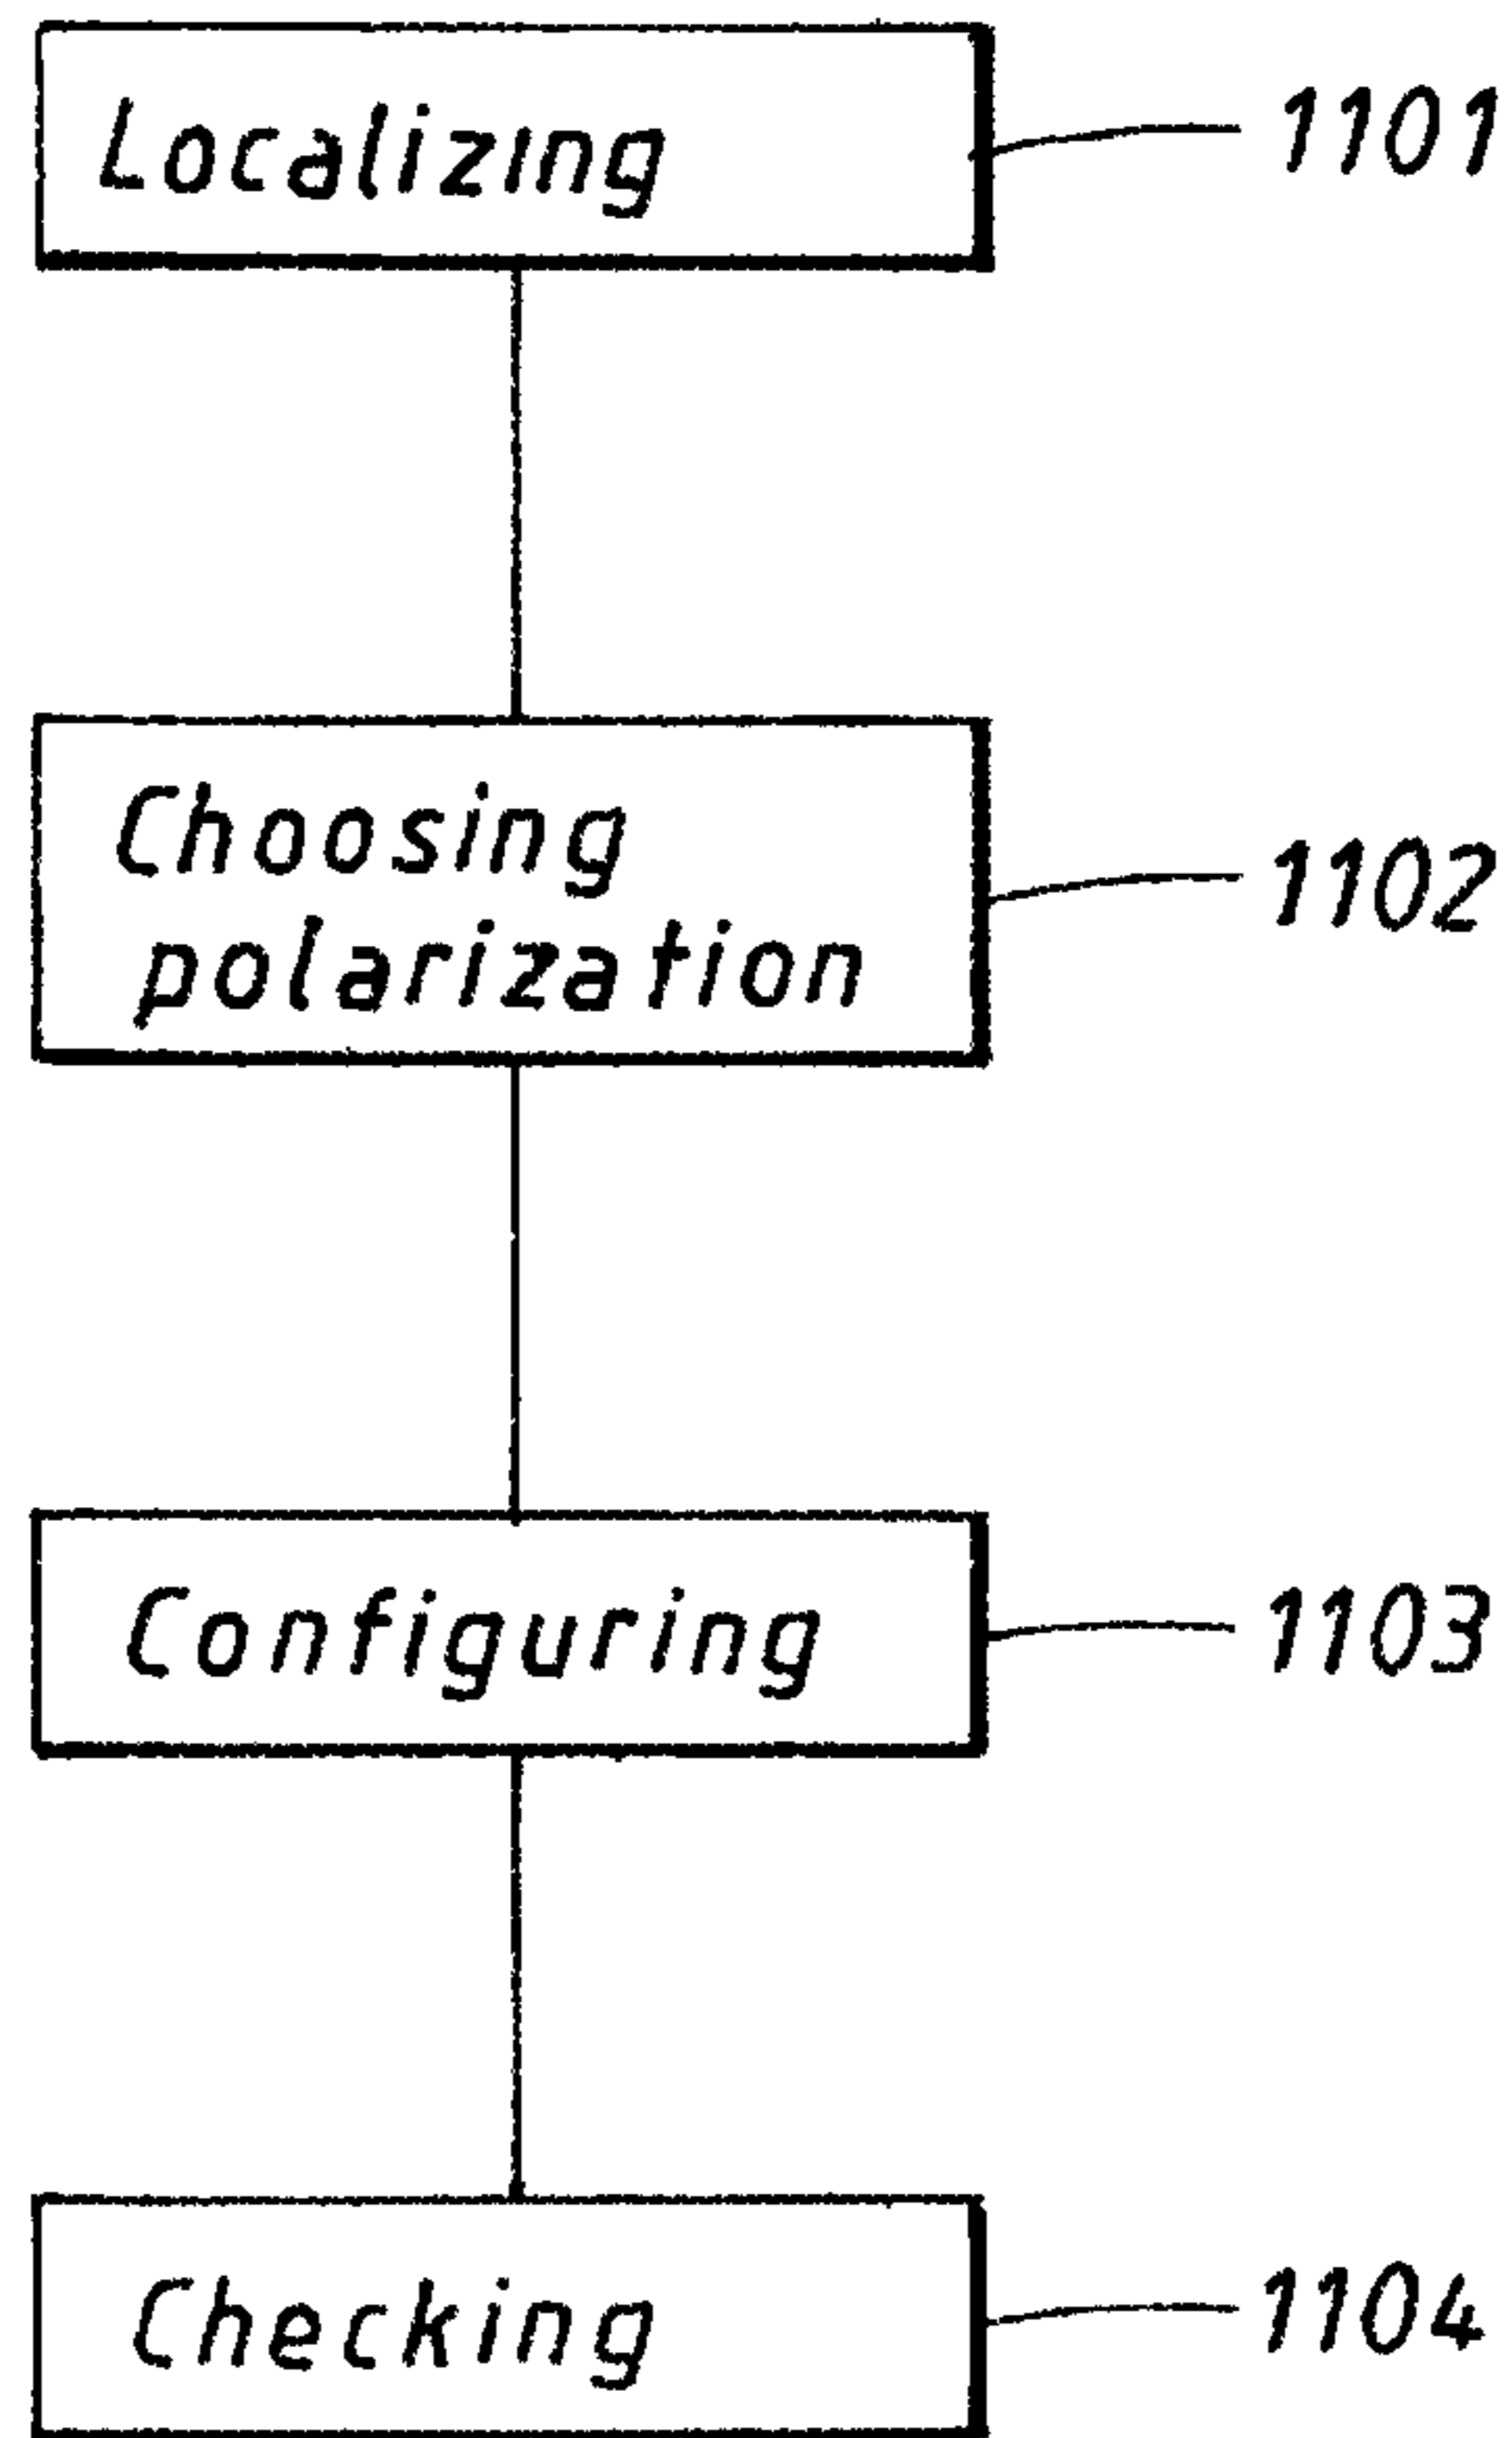 Localizing
1101
Choosing
polarization
1102
Configuring
1103
Checking
1104